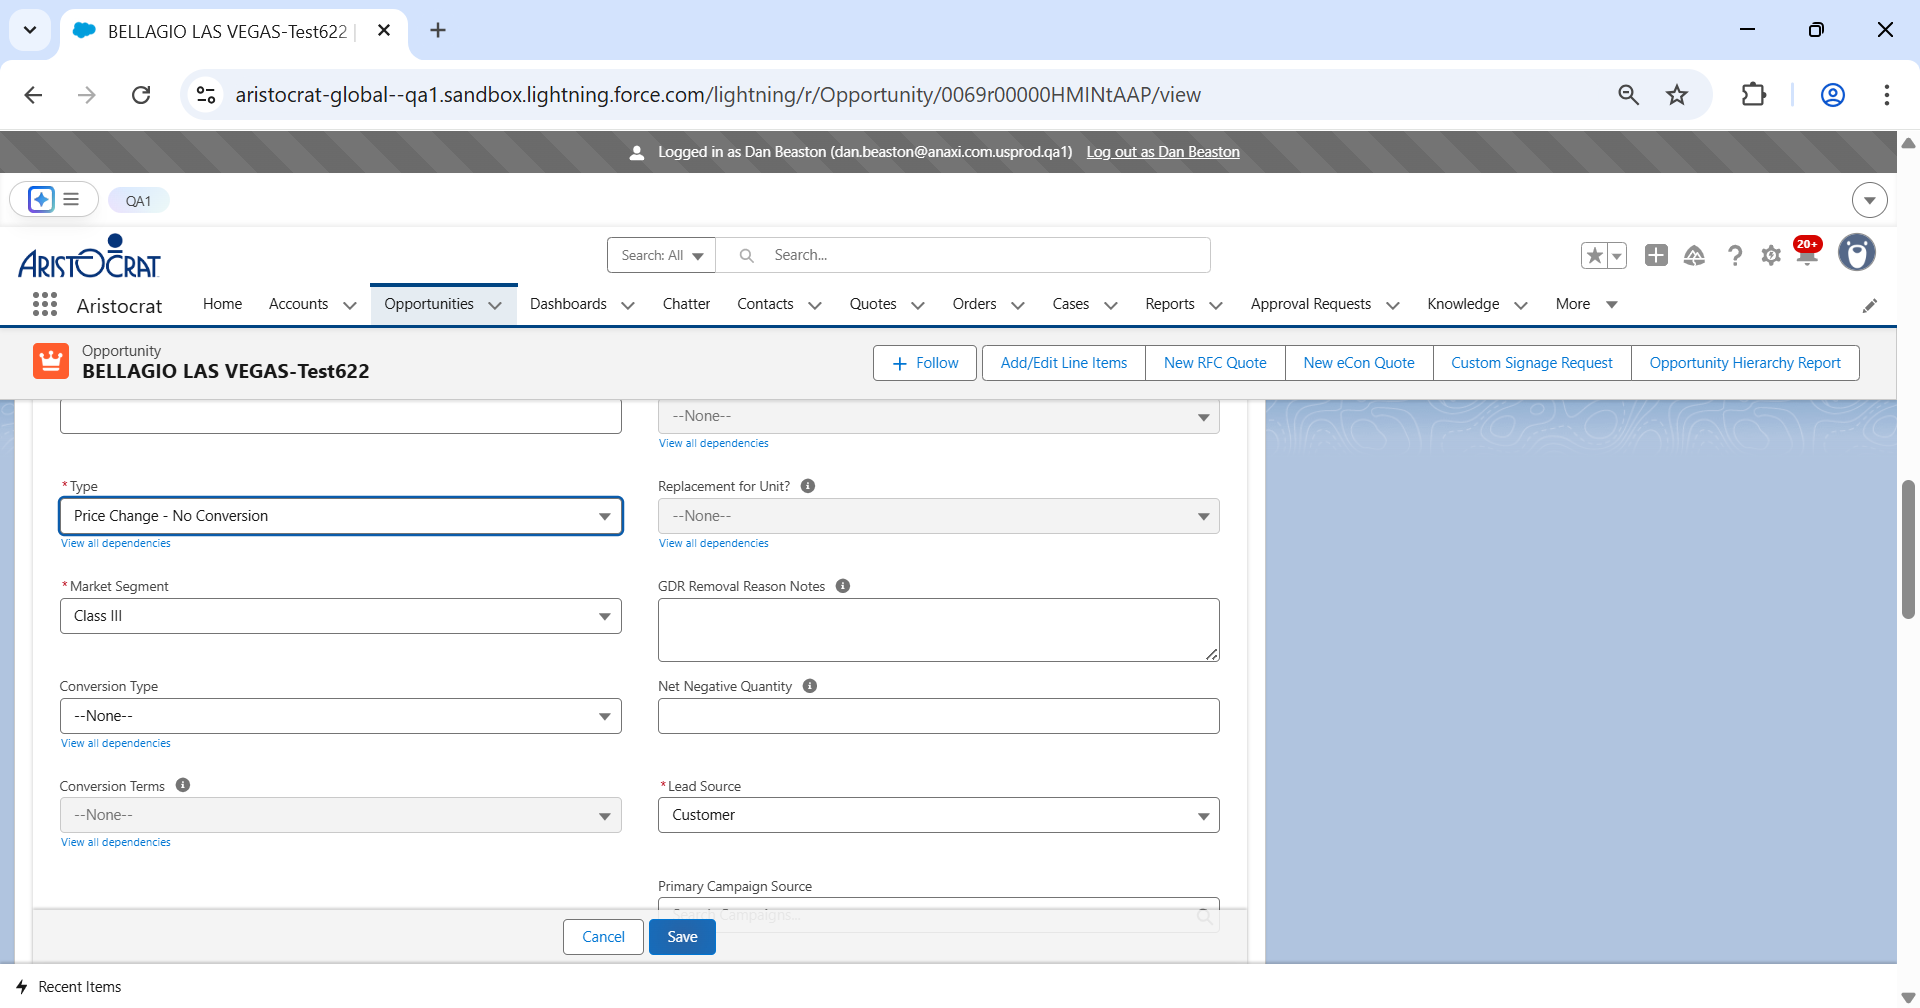 BELLAGIO LAS VEGAS-Test622
aristocrat-global--qa1.sandbox.lightning.force.com/lightning/r/Opportunity/0069r00000HMINtAAP/view
Logged in as Dan Beaston (dan.beaston@anaxi.com.usprod.qa1) Log out as Dan Beaston
QA1
ARISTOCRAT
Search: All Search...
20+
Aristocrat Home Accounts Opportunities Dashboards Chatter Contacts Quotes Orders Cases Reports Approval Requests Knowledge More
Opportunity
BELLAGIO LAS VEGAS-Test622
+ Follow Add/Edit Line Items New RFC Quote New eCon Quote Custom Signage Request Opportunity Hierarchy Report
--None--
View all dependencies
*Type Replacement for Unit?
Price Change - No Conversion --None--
View all dependencies View all dependencies
*Market Segment GDR Removal Reason Notes
Class III
Conversion Type Net Negative Quantity
--None--
View all dependencies
Conversion Terms *Lead Source
--None-- Customer
View all dependencies
Primary Campaign Source
Search Campaigns...
Cancel Save
Recent Items